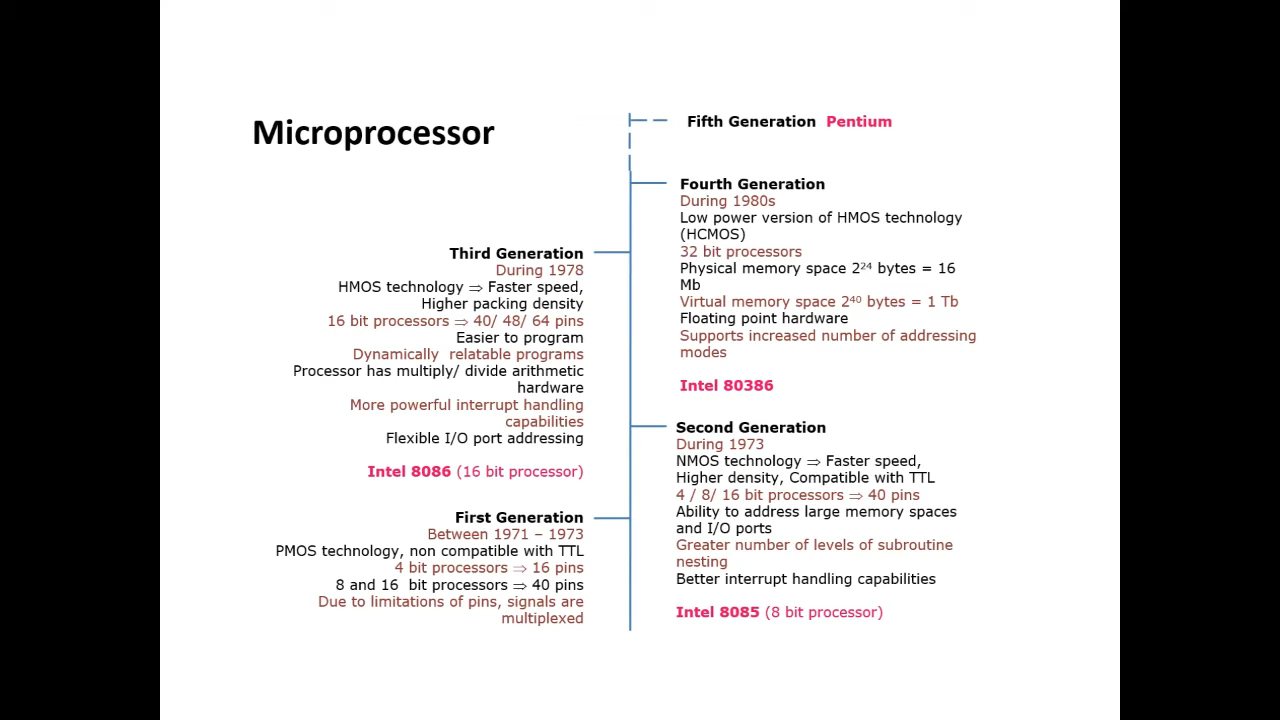 Microprocessor
Fifth Generation Pentium
Fourth Generation
During 1980s
Low power version of HMOS technology
(HCMOS)
32 bit processors
Physical memory space 2²⁴ bytes = 16
Mb
Virtual memory space 2⁴⁰ bytes = 1 Tb
Floating point hardware
Supports increased number of addressing
modes
Intel 80386
Third Generation
During 1978
HMOS technology ⇒ Faster speed,
Higher packing density
16 bit processors ⇒ 40/ 48/ 64 pins
Easier to program
Dynamically relatable programs
Processor has multiply/ divide arithmetic
hardware
More powerful interrupt handling
capabilities
Flexible I/O port addressing
Intel 8086 (16 bit processor)
Second Generation
During 1973
NMOS technology ⇒ Faster speed,
Higher density, Compatible with TTL
4 / 8/ 16 bit processors ⇒ 40 pins
Ability to address large memory spaces
and I/O ports
Greater number of levels of subroutine
nesting
Better interrupt handling capabilities
Intel 8085 (8 bit processor)
First Generation
Between 1971 – 1973
PMOS technology, non compatible with TTL
4 bit processors ⇒ 16 pins
8 and 16 bit processors ⇒ 40 pins
Due to limitations of pins, signals are
multiplexed